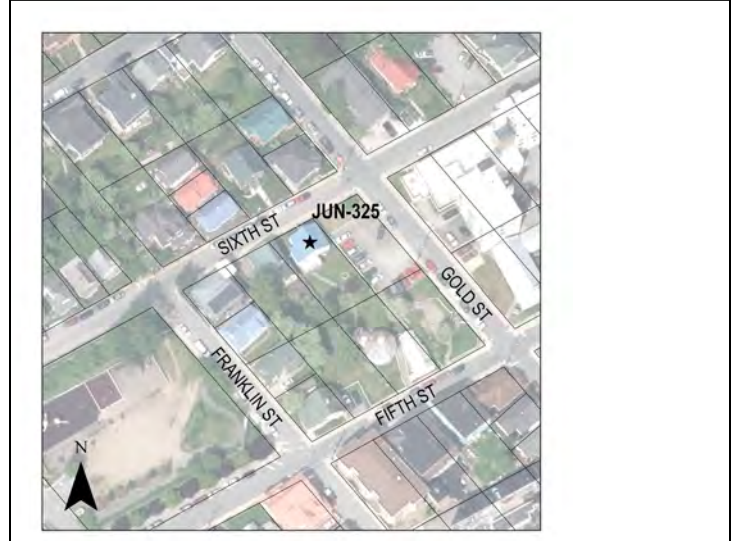 JUN-325
SIXTH ST
GOLD ST
FRANKLIN ST
FIFTH ST
N